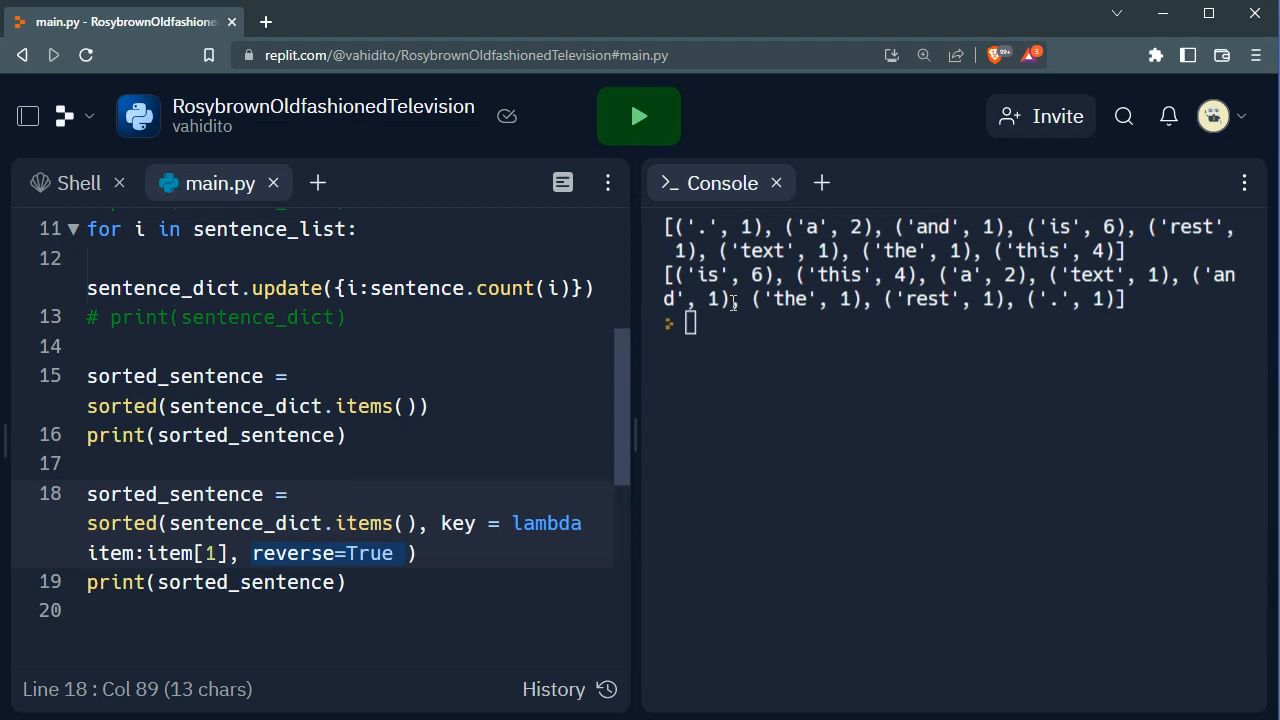 main.py - RosybrownOldfashione
replit.com/@vahidito/RosybrownOldfashionedTelevision#main.py
99+
3
RosybrownOldfashionedTelevision
vahidito
Invite
Shell
main.py
Console
11 for i in sentence_list:
12
sentence_dict.update({i:sentence.count(i)})
13 # print(sentence_dict)
14
15 sorted_sentence =
sorted(sentence_dict.items())
16 print(sorted_sentence)
17
18 sorted_sentence =
sorted(sentence_dict.items(), key = lambda
item:item[1], reverse=True )
19 print(sorted_sentence)
20
Line 18 : Col 89 (13 chars)
History
[('.', 1), ('a', 2), ('and', 1), ('is', 6), ('rest',
1), ('text', 1), ('the', 1), ('this', 4)]
[('is', 6), ('this', 4), ('a', 2), ('text', 1), ('an
d', 1), ('the', 1), ('rest', 1), ('.', 1)]
>